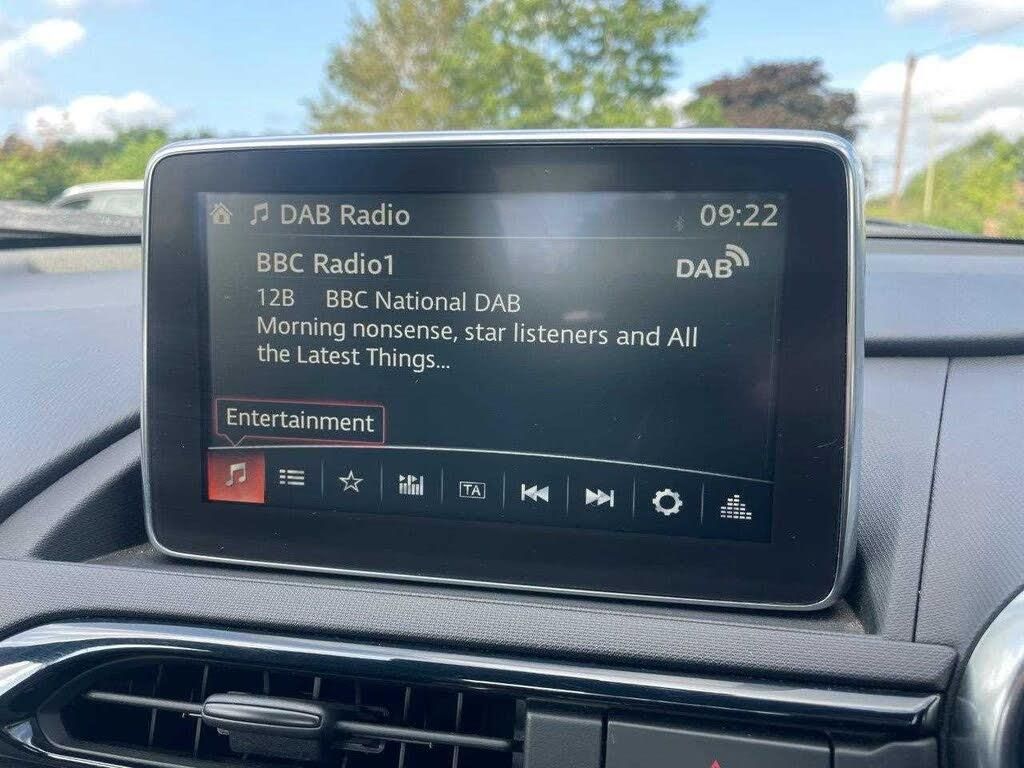 DAB Radio 09:22
BBC Radio1 DAB
12B BBC National DAB
Morning nonsense, star listeners and All
the Latest Things...
Entertainment
TA